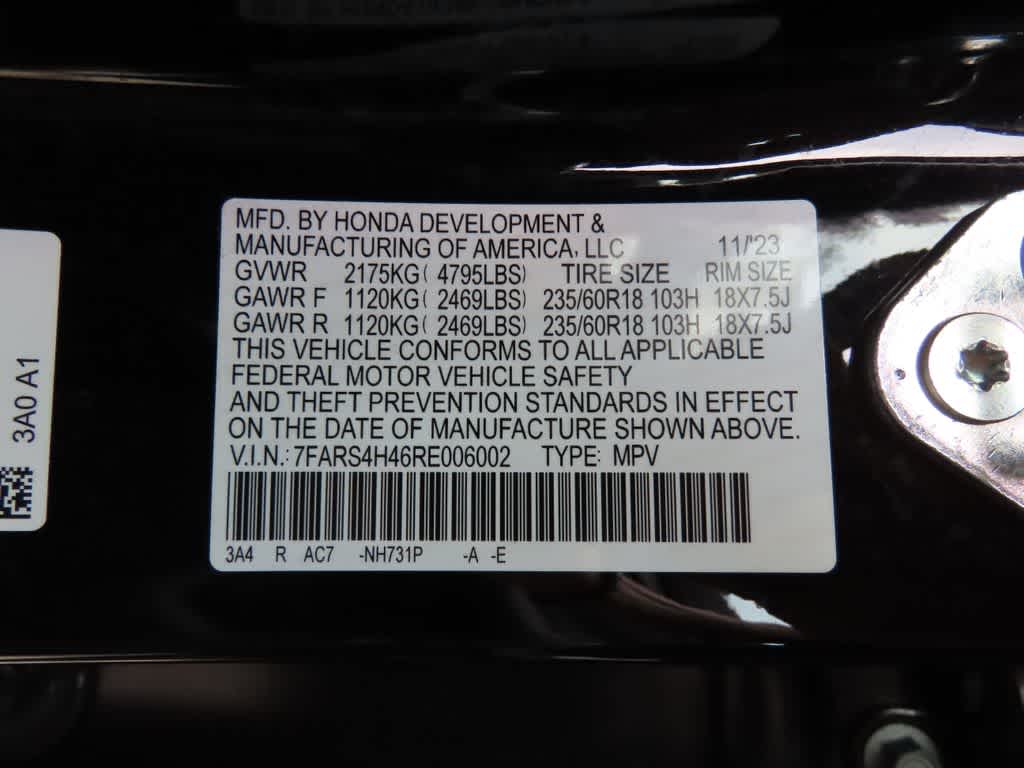 MFD. BY HONDA DEVELOPMENT &
MANUFACTURING OF AMERICA, LLC 11/'23
GVWR 2175KG( 4795LBS) TIRE SIZE RIM SIZE
GAWR F 1120KG( 2469LBS) 235/60R18 103H 18X7.5J
GAWR R 1120KG( 2469LBS) 235/60R18 103H 18X7.5J
THIS VEHICLE CONFORMS TO ALL APPLICABLE
FEDERAL MOTOR VEHICLE SAFETY
AND THEFT PREVENTION STANDARDS IN EFFECT
ON THE DATE OF MANUFACTURE SHOWN ABOVE.
V.I.N.: 7FARS4H46RE006002 TYPE: MPV
3A4 R AC7 -NH731P -A -E
3A0 A1